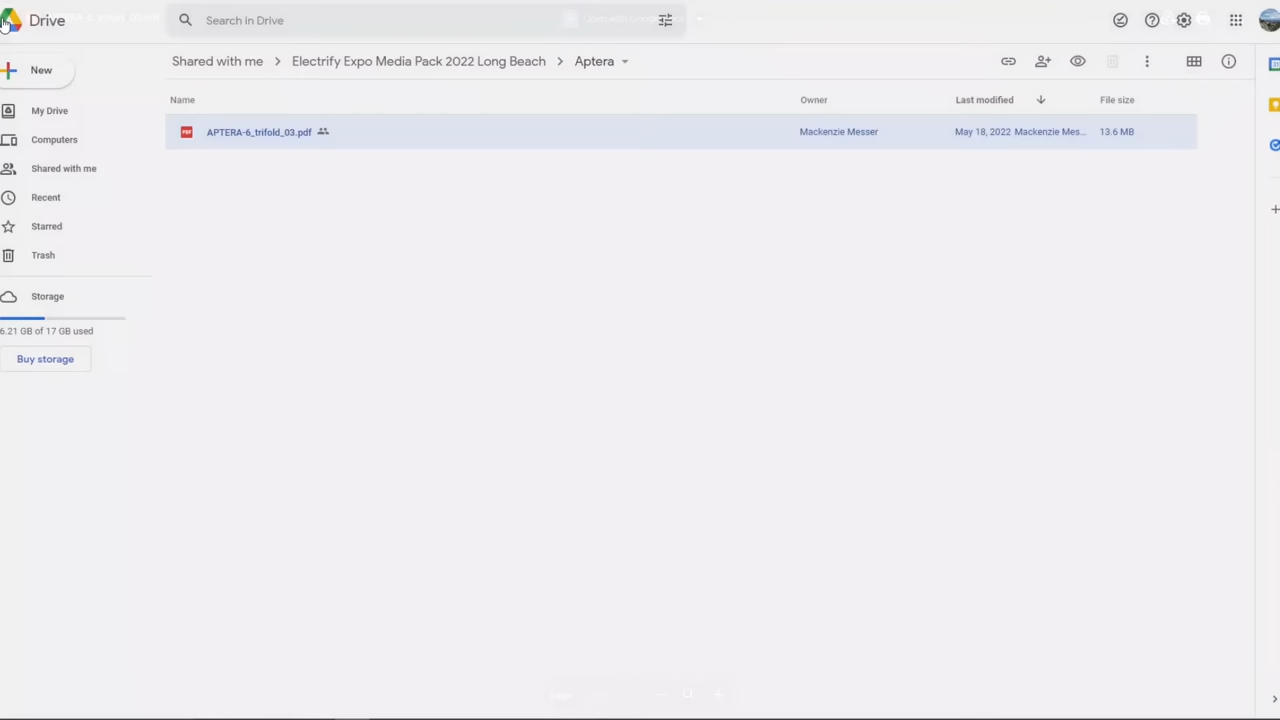 Drive
Search in Drive
New
Shared with me
Electrify Expo Media Pack 2022 Long Beach
Aptera
My Drive
Computers
Shared with me
Recent
Starred
Trash
Storage
6.21 GB of 17 GB used
Buy storage
Name
Owner
Last modified
File size
PDF
APTERA-6_trifold_03.pdf
Mackenzie Messer
May 18, 2022 Mackenzie Mes...
13.6 MB